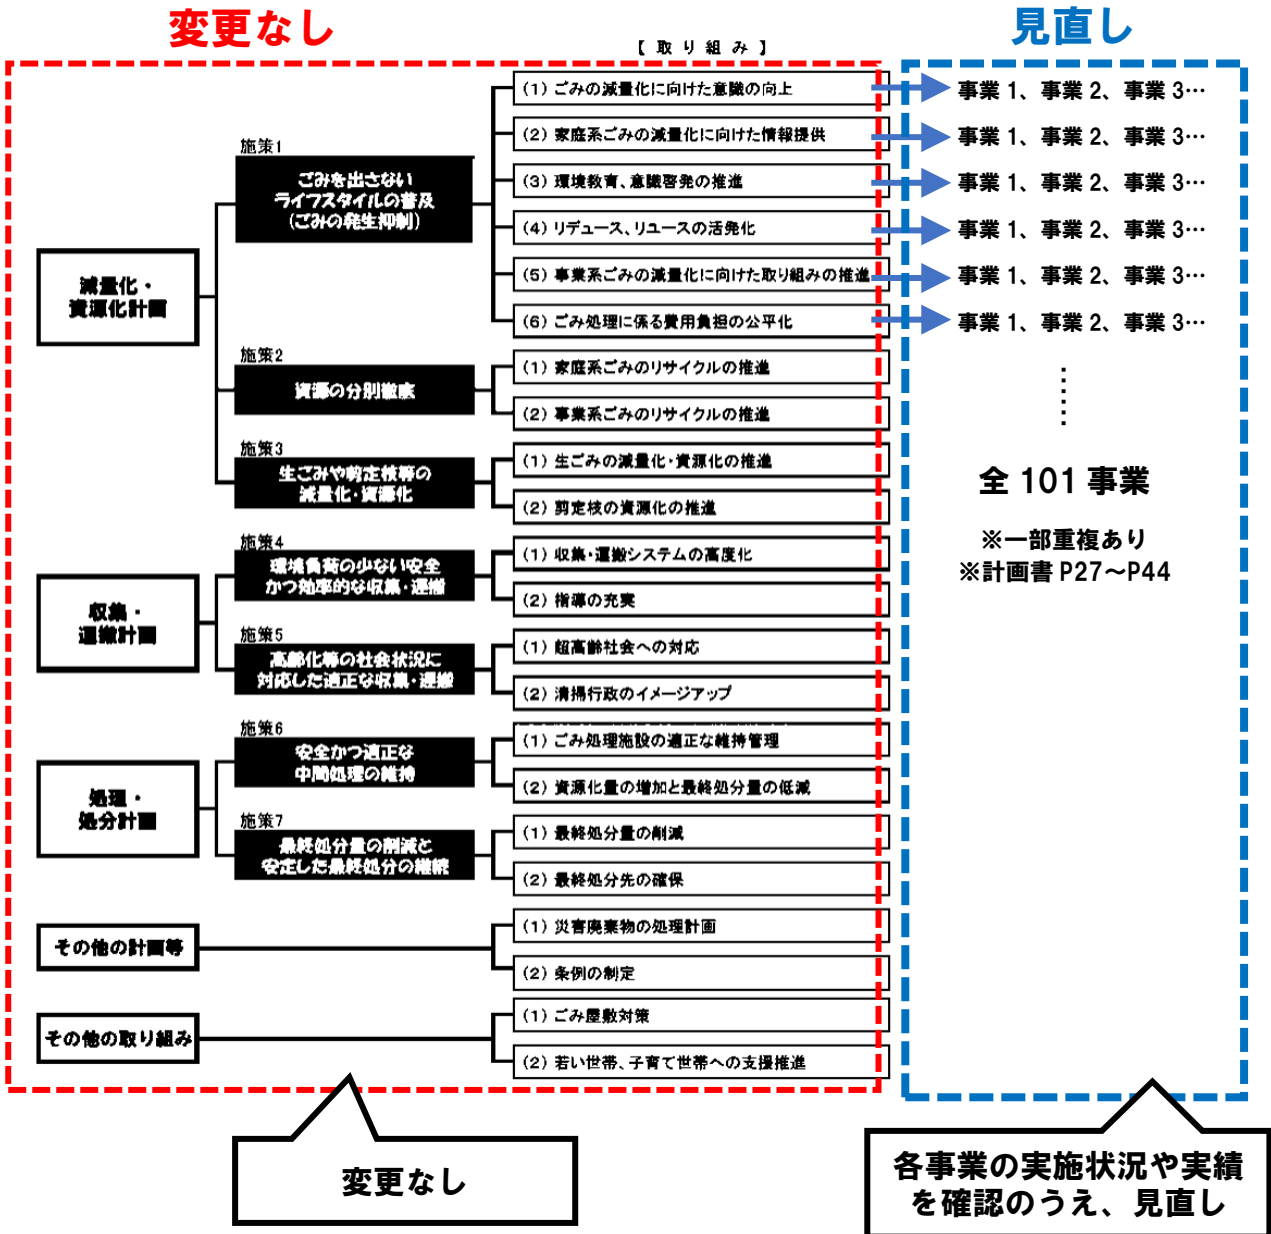 変更なし
見直し
【取り組み】
減量化・
資源化計画
施策1
ごみを出さない
ライフスタイルの普及
(ごみの発生抑制)
(1) ごみの減量化に向けた意識の向上
事業 1、事業 2、事業 3…
(2) 家庭系ごみの減量化に向けた情報提供
事業 1、事業 2、事業 3…
(3) 環境教育、意識啓発の推進
事業 1、事業 2、事業 3…
(4) リデュース、リユースの活発化
事業 1、事業 2、事業 3…
(5) 事業系ごみの減量化に向けた取り組みの推進
事業 1、事業 2、事業 3…
(6) ごみ処理に係る費用負担の公平化
事業 1、事業 2、事業 3…
施策2
資源の分別徹底
(1) 家庭系ごみのリサイクルの推進
(2) 事業系ごみのリサイクルの推進
施策3
生ごみや剪定枝等の
減量化・資源化
(1) 生ごみの減量化・資源化の推進
(2) 剪定枝の資源化の推進
収集・
運搬計画
施策4
環境負荷の少ない安全
かつ効率的な収集・運搬
(1) 収集・運搬システムの高度化
(2) 指導の充実
施策5
高齢化等の社会状況に
対応した適正な収集・運搬
(1) 超高齢社会への対応
(2) 清掃行政のイメージアップ
処理・
処分計画
施策6
安全かつ適正な
中間処理の維持
(1) ごみ処理施設の適正な維持管理
(2) 資源化量の増加と最終処分量の低減
施策7
最終処分量の削減と
安定した最終処分の継続
(1) 最終処分量の削減
(2) 最終処分先の確保
その他の計画等
(1) 災害廃棄物の処理計画
(2) 条例の制定
その他の取り組み
(1) ごみ屋敷対策
(2) 若い世帯、子育て世帯への支援推進
⋮
全 101 事業
※一部重複あり
※計画書 P27～P44
変更なし
各事業の実施状況や実績
を確認のうえ、見直し